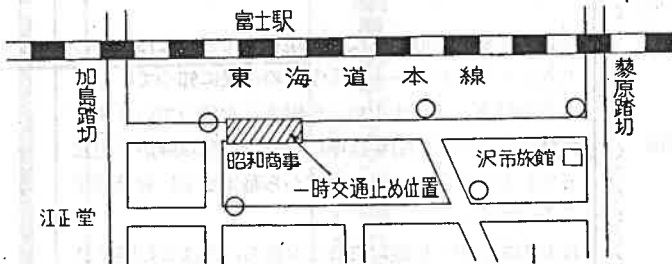 富士駅
東海道本線
加島踏切
蓼原踏切
昭和商事
沢市旅館
一時交通止め位置
江正堂